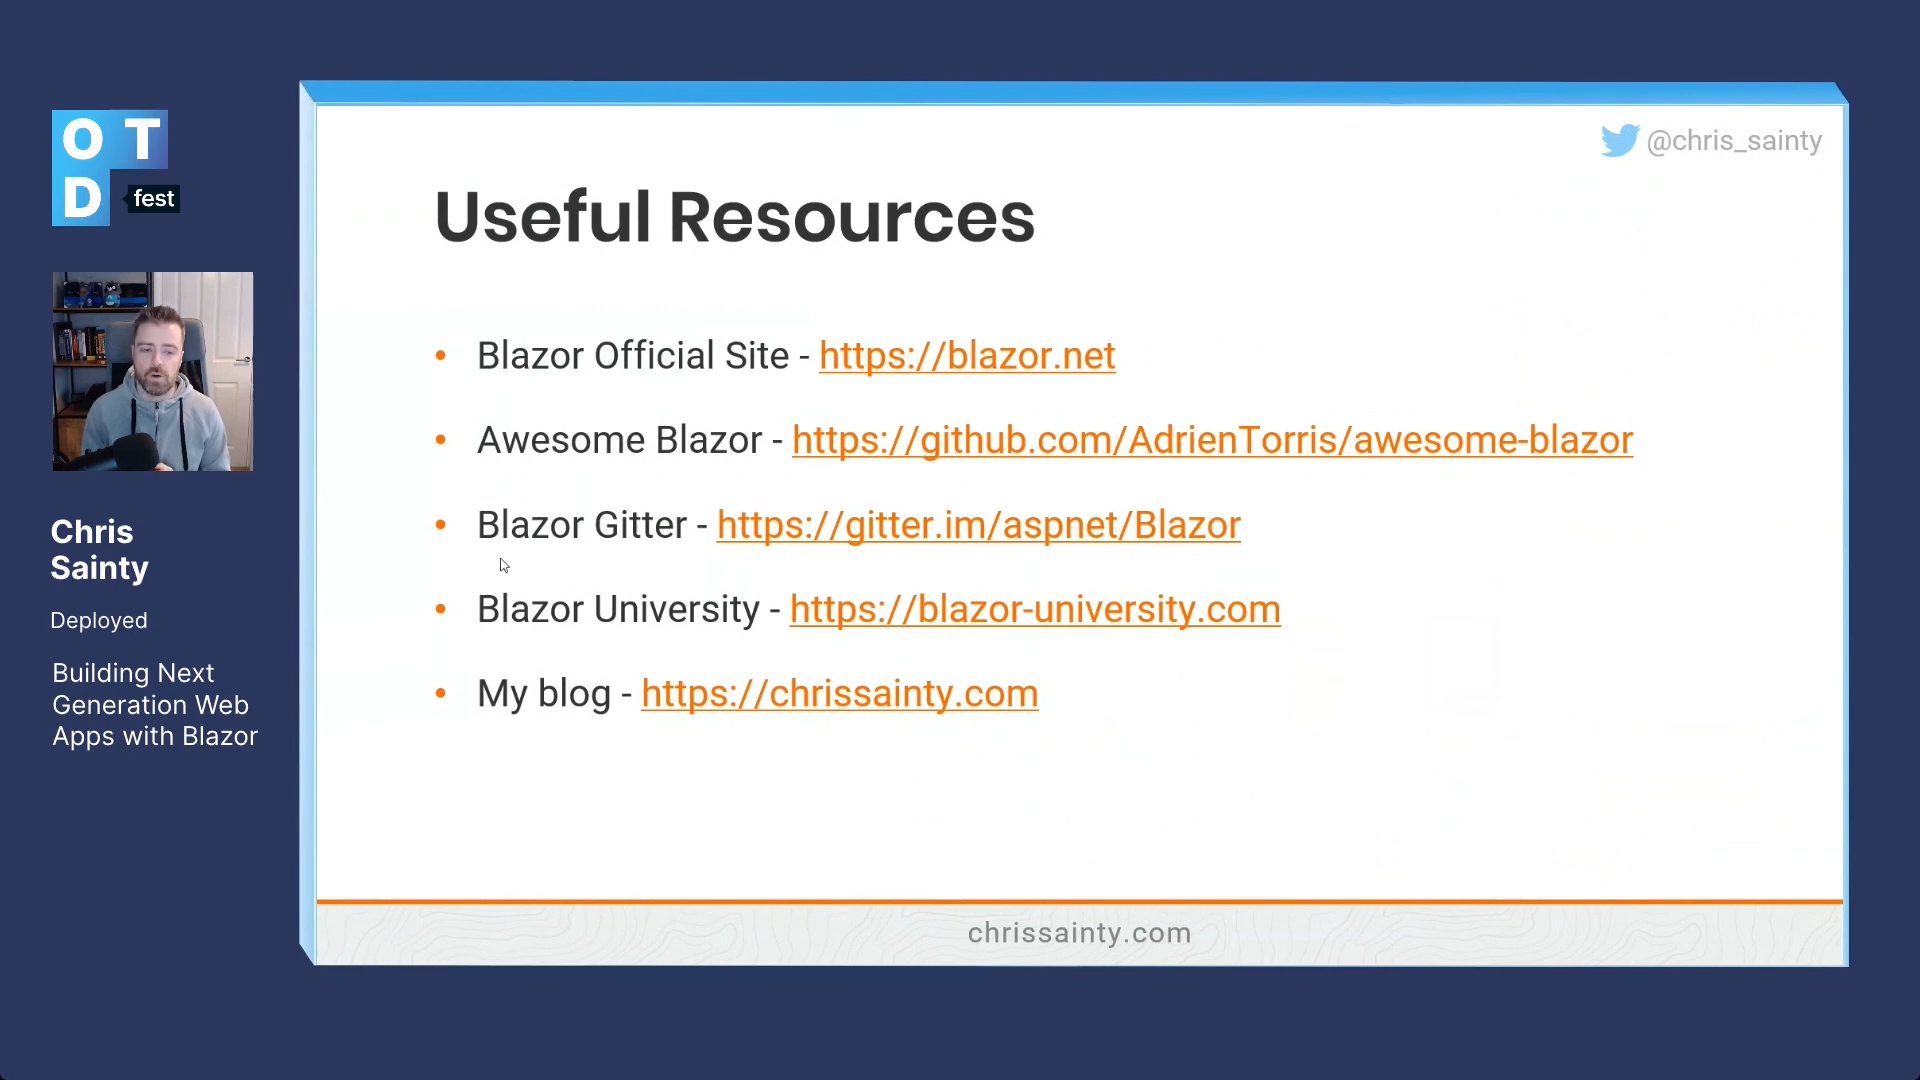 OT
D fest
Chris
Sainty
Deployed
Building Next
Generation Web
Apps with Blazor
@chris_sainty
Useful Resources
• Blazor Official Site - https://blazor.net
• Awesome Blazor - https://github.com/AdrienTorris/awesome-blazor
• Blazor Gitter - https://gitter.im/aspnet/Blazor
• Blazor University - https://blazor-university.com
• My blog - https://chrissainty.com
chrissainty.com